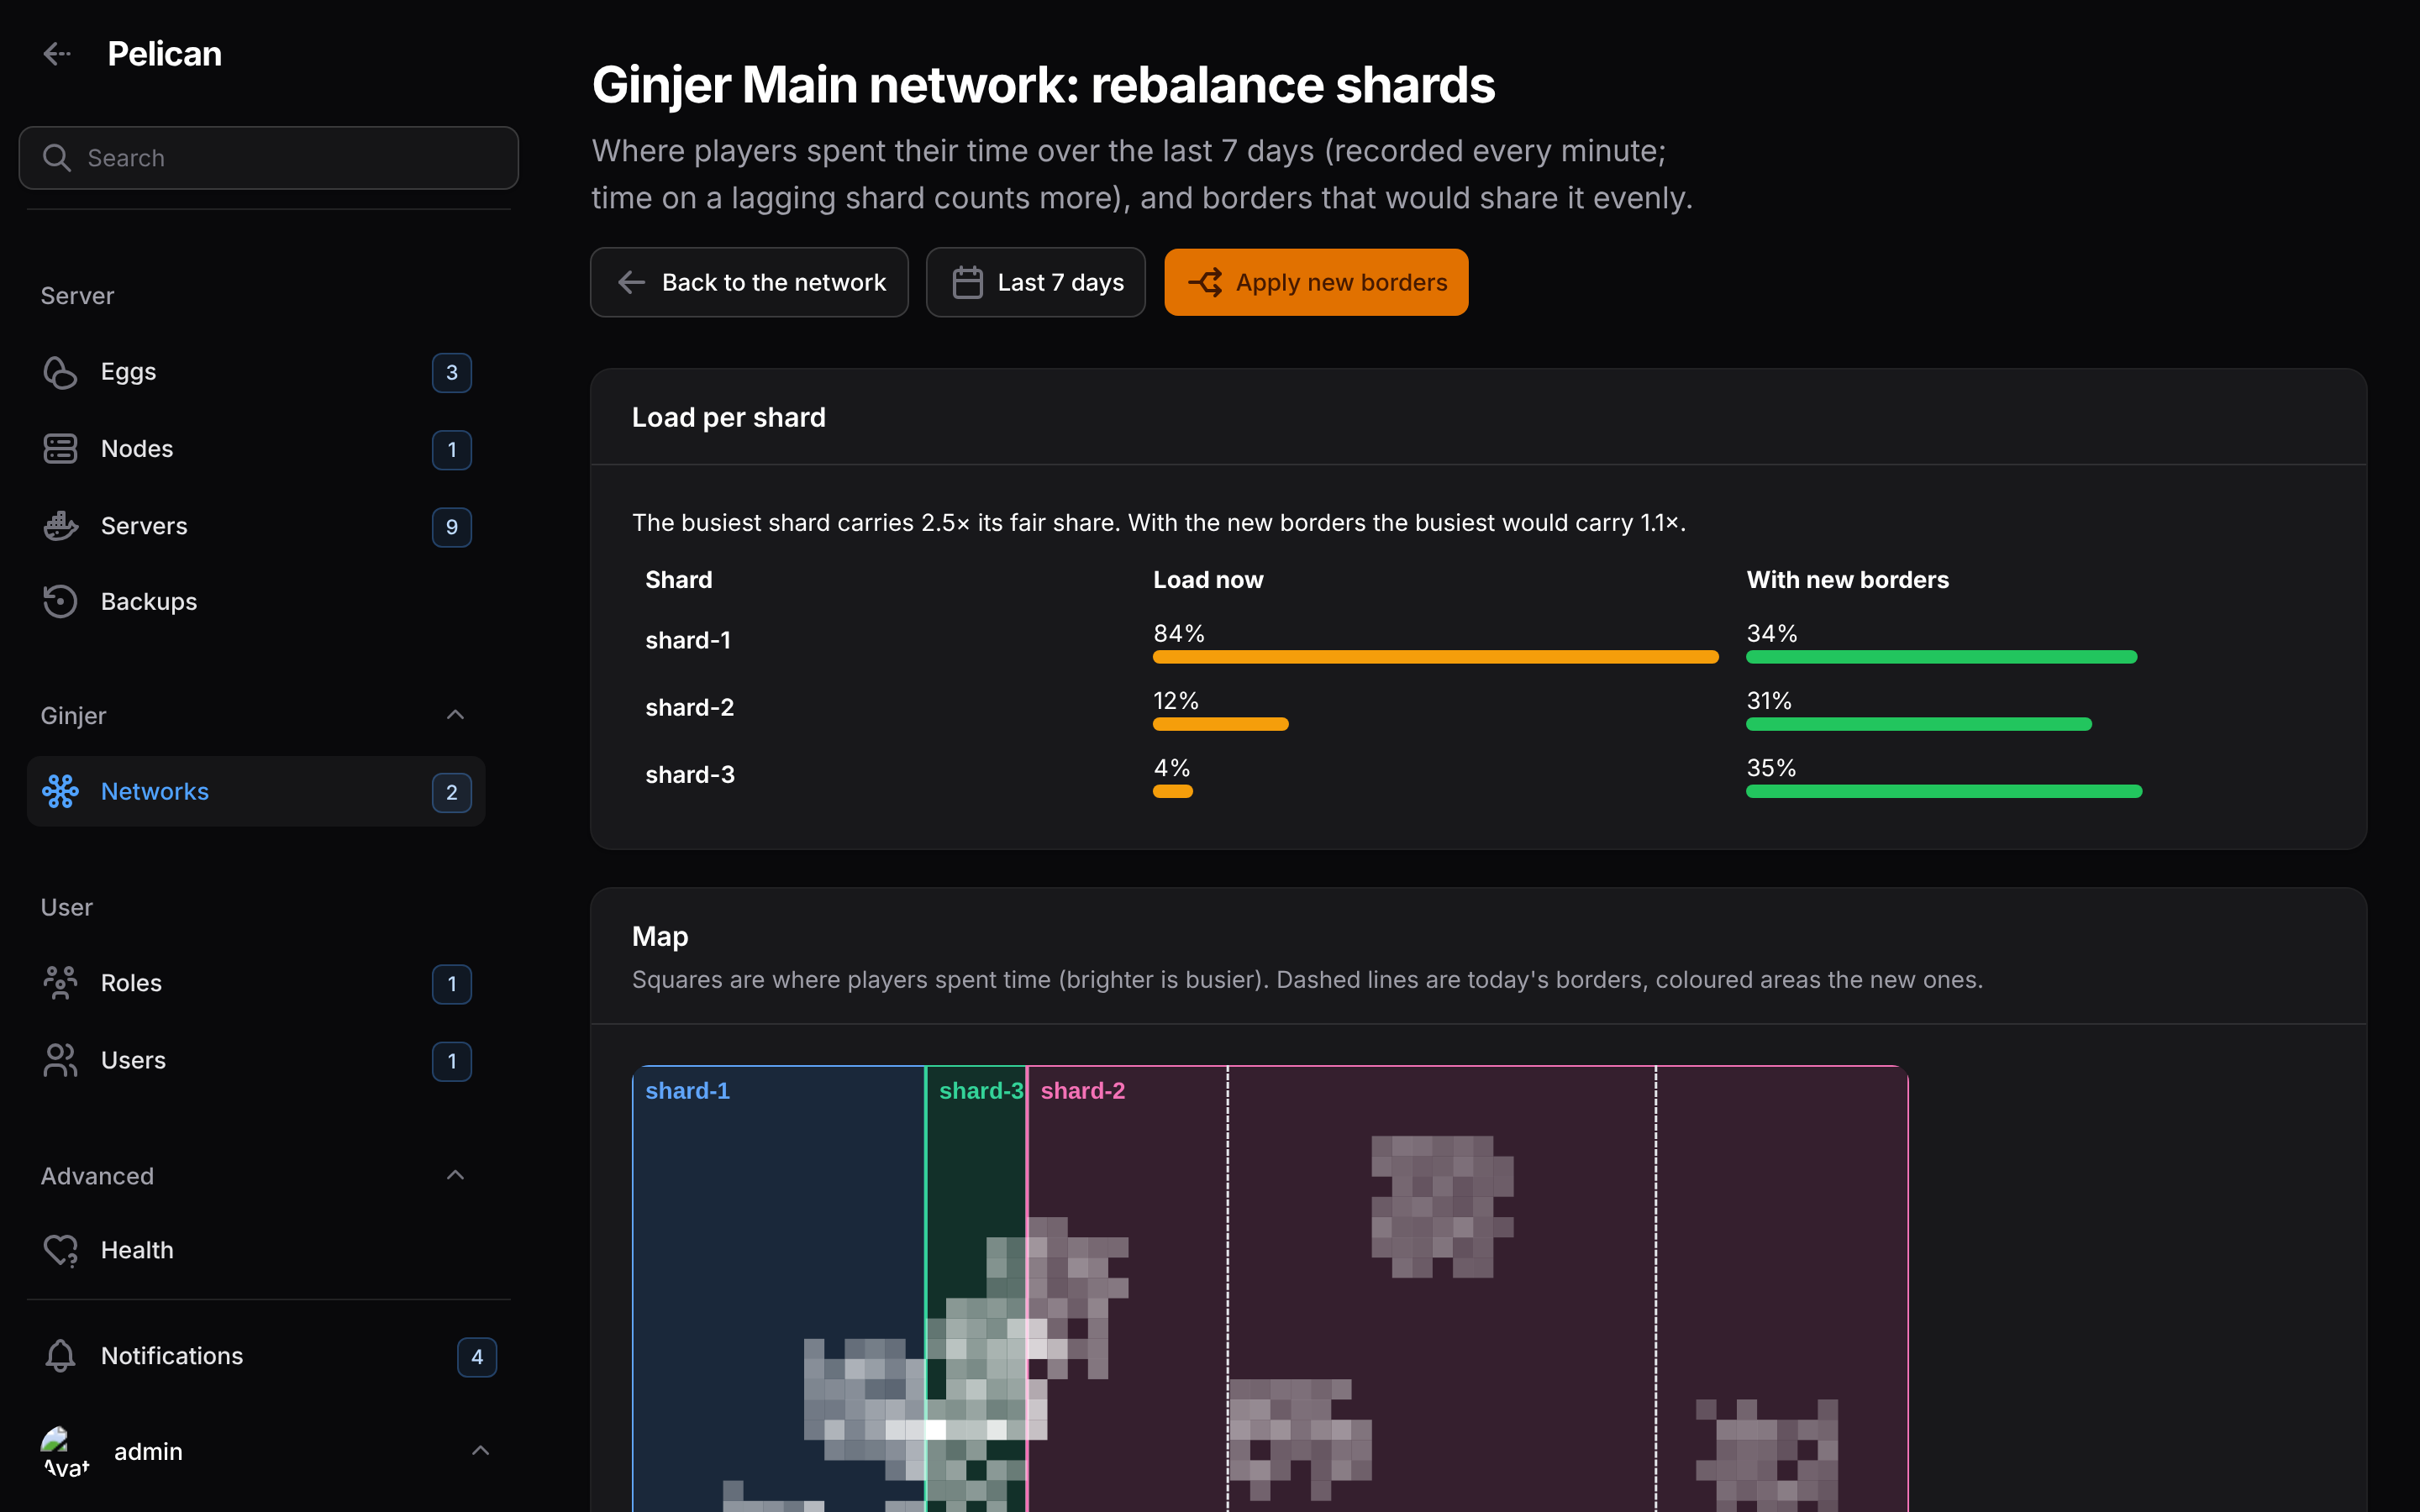 Pelican
Search
Server
Eggs 3
Nodes 1
Servers 9
Backups
Ginjer
Networks 2
User
Roles 1
Users 1
Advanced
Health
Notifications 4
admin
Ginjer Main network: rebalance shards
Where players spent their time over the last 7 days (recorded every minute;
time on a lagging shard counts more), and borders that would share it evenly.
Back to the network
Last 7 days
Apply new borders
Load per shard
The busiest shard carries 2.5× its fair share. With the new borders the busiest would carry 1.1×.
Shard Load now With new borders
shard-1 84% 34%
shard-2 12% 31%
shard-3 4% 35%
Map
Squares are where players spent time (brighter is busier). Dashed lines are today's borders, coloured areas the new ones.
shard-1 shard-3 shard-2